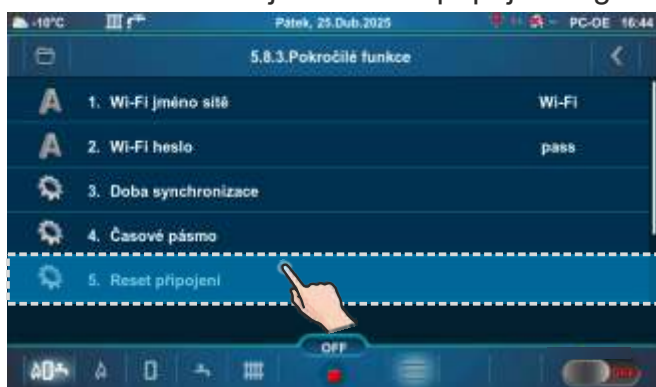 -10°C Pátek, 25.Dub.2025 PC-OE 16:44
5.8.3.Pokročilé funkce
1. Wi-Fi jméno sítě Wi-Fi
2. Wi-Fi heslo pass
3. Doba synchronizace
4. Časové pásmo
5. Reset připojení
OFF
OFF